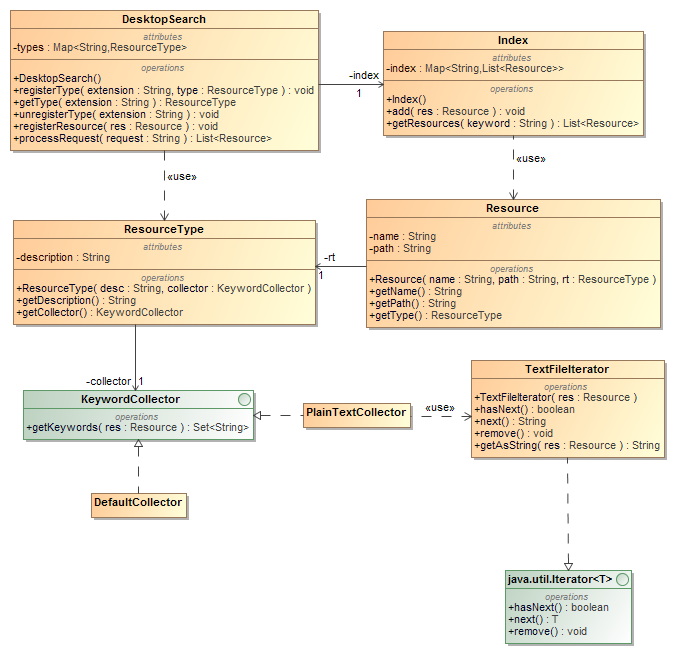 DesktopSearch
attributes
-types : Map<String,ResourceType>
operations
+DesktopSearch()
+registerType( extension : String, type : ResourceType ) : void
+getType( extension : String ) : ResourceType
+unregisterType( extension : String ) : void
+registerResource( res : Resource ) : void
+processRequest( request : String ) : List<Resource>
-index
1
Index
attributes
-index : Map<String,List<Resource>>
operations
+Index()
+add( res : Resource ) : void
+getResources( keyword : String ) : List<Resource>
«use»
«use»
ResourceType
attributes
-description : String
operations
+ResourceType( desc : String, collector : KeywordCollector )
+getDescription() : String
+getCollector() : KeywordCollector
-rt
1
Resource
attributes
-name : String
-path : String
operations
+Resource( name : String, path : String, rt : ResourceType )
+getName() : String
+getPath() : String
+getType() : ResourceType
-collector
1
KeywordCollector
operations
+getKeywords( res : Resource ) : Set<String>
PlainTextCollector
«use»
TextFileIterator
operations
+TextFileIterator( res : Resource )
+hasNext() : boolean
+next() : String
+remove() : void
+getAsString( res : Resource ) : String
DefaultCollector
java.util.Iterator<T>
operations
+hasNext() : boolean
+next() : T
+remove() : void